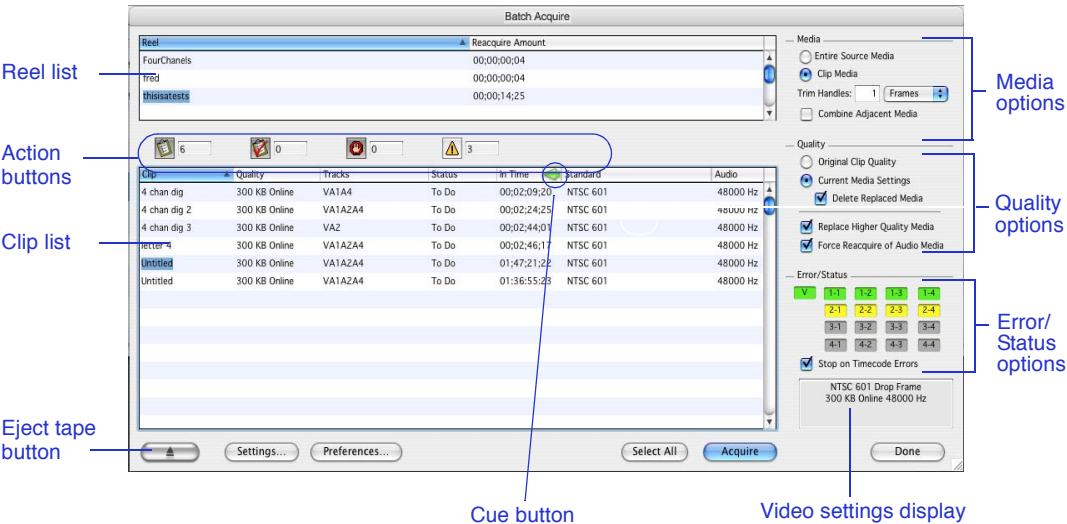 Batch Acquire
Reel Reacquire Amount
FourChanels 00;00;00;04
fred 00;00;00;04
thisisatests 00;00;14;25
Reel list
Action buttons
6 0 0 3
Clip Quality Tracks Status In Time Standard Audio
4 chan dig 300 KB Online VA1A4 To Do 00;02;09;20 NTSC 601 48000 Hz
4 chan dig 2 300 KB Online VA1A2A4 To Do 00;02;24;25 NTSC 601 48000 Hz
4 chan dig 3 300 KB Online VA2 To Do 00;02;44;01 NTSC 601 48000 Hz
letter 4 300 KB Online VA1A2A4 To Do 00;02;46;17 NTSC 601 48000 Hz
Untitled 300 KB Online VA1A2A4 To Do 01;47;21;22 NTSC 601 48000 Hz
Untitled 300 KB Online VA1A2A4 To Do 01:36:55:23 NTSC 601 48000 Hz
Clip list
Eject tape
button
Settings... Preferences... Select All Acquire Done
Cue button
Media
Entire Source Media
Clip Media
Trim Handles: 1 Frames
Combine Adjacent Media
Media
options
Quality
Original Clip Quality
Current Media Settings
Delete Replaced Media
Replace Higher Quality Media
Force Reacquire of Audio Media
Quality
options
Error/Status
V 1-1 1-2 1-3 1-4
2-1 2-2 2-3 2-4
3-1 3-2 3-3 3-4
4-1 4-2 4-3 4-4
Stop on Timecode Errors
Error/
Status
options
NTSC 601 Drop Frame
300 KB Online 48000 Hz
Video settings display